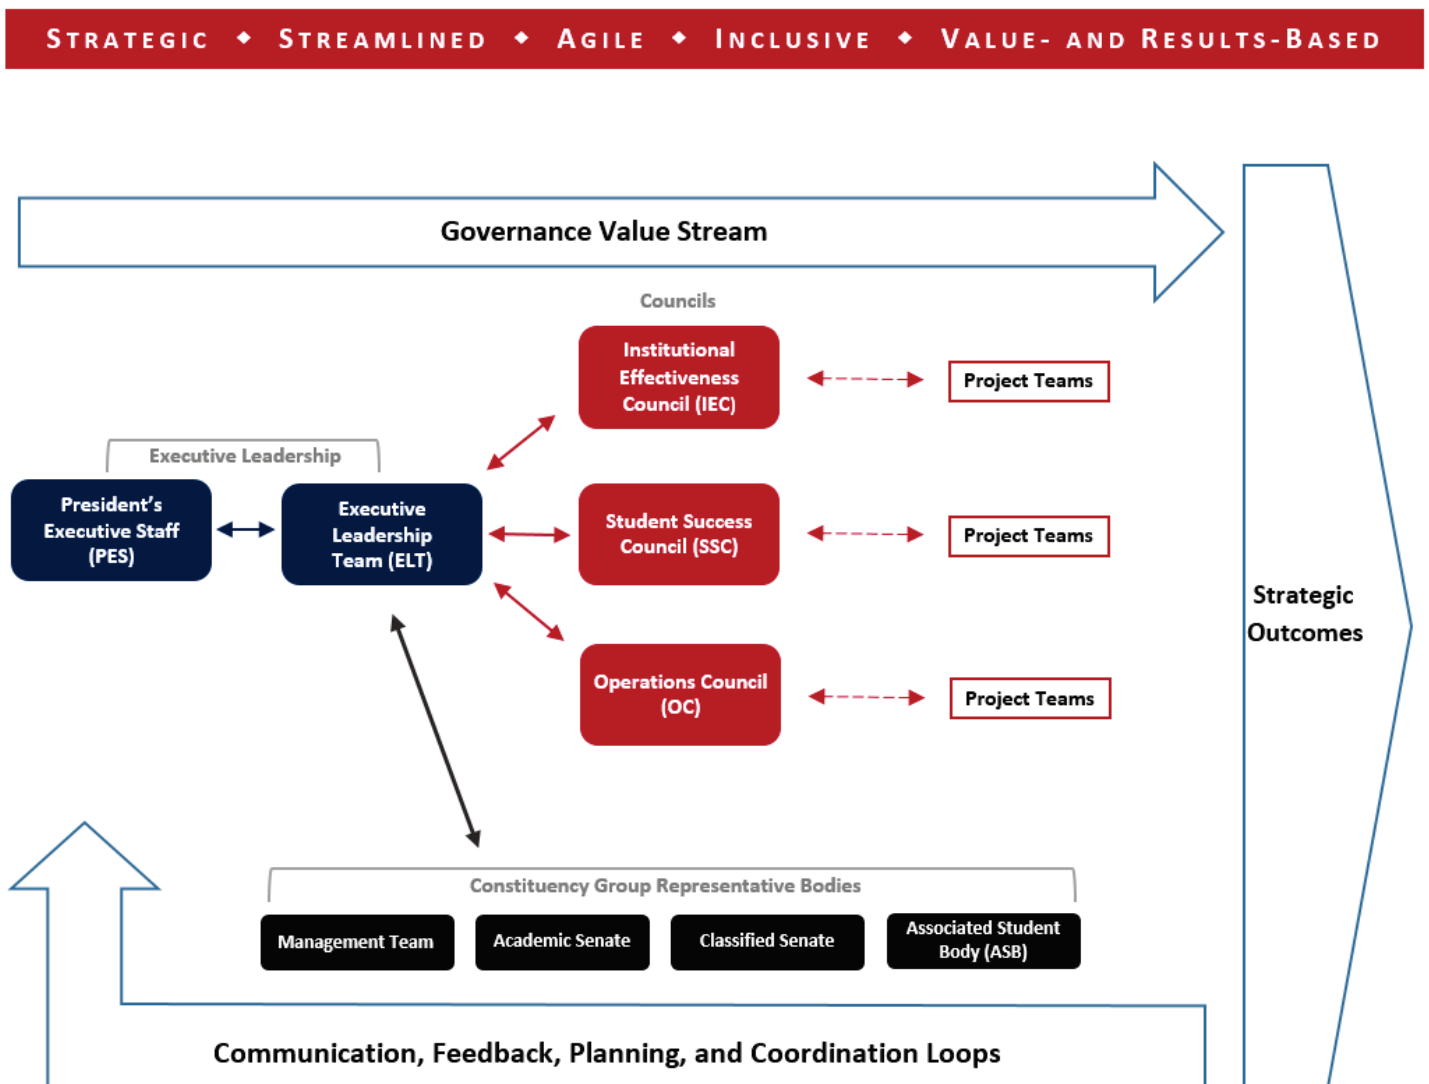 STRATEGIC ◆ STREAMLINED ◆ AGILE ◆ INCLUSIVE ◆ VALUE- AND RESULTS-BASED
Governance Value Stream
Councils
Institutional
Effectiveness
Council (IEC)
Project Teams
Executive Leadership
President's
Executive Staff
(PES)
Executive
Leadership
Team (ELT)
Student Success
Council (SSC)
Project Teams
Operations Council
(OC)
Project Teams
Strategic
Outcomes
Constituency Group Representative Bodies
Management Team
Academic Senate
Classified Senate
Associated Student
Body (ASB)
Communication, Feedback, Planning, and Coordination Loops